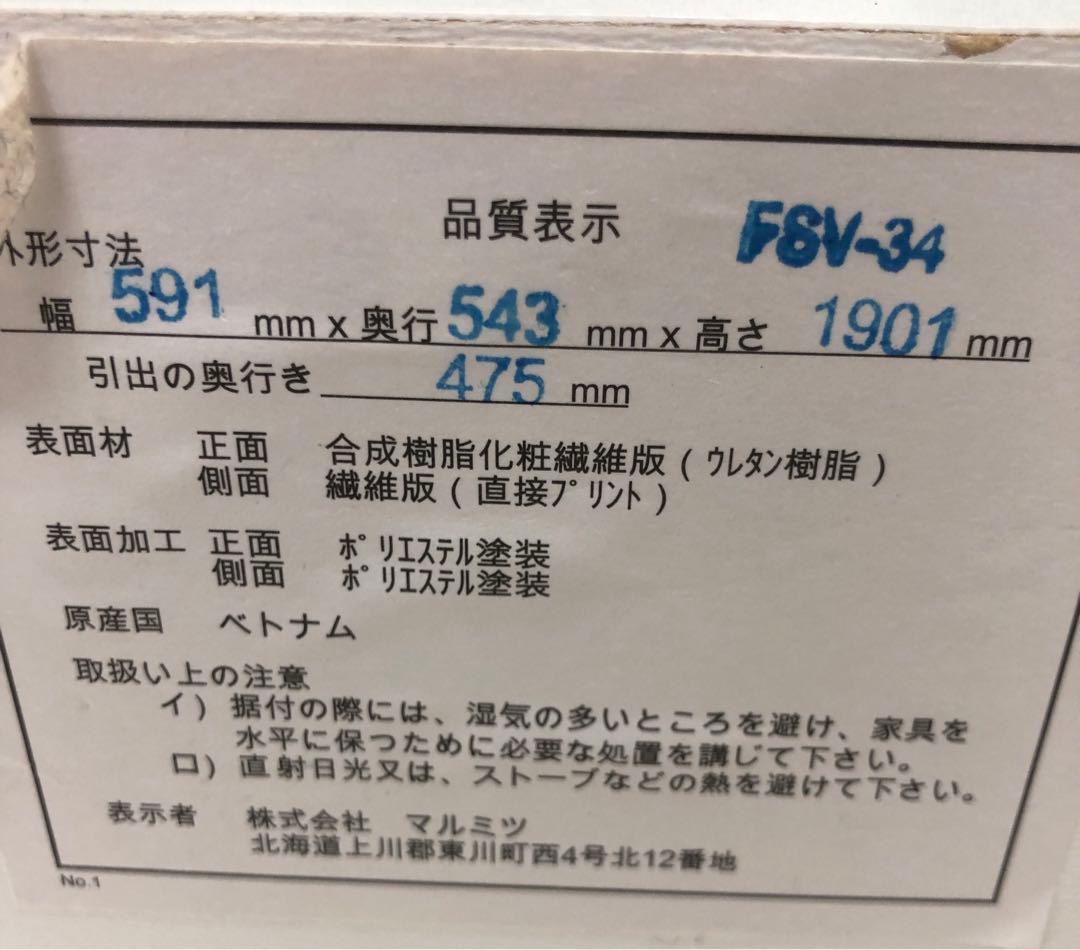 品質表示 FSV-34
外形寸法
幅 591 mm x 奥行 543 mm x 高さ 1901 mm
引出の奥行き 475 mm
表面材 正面 合成樹脂化粧繊維版 ( ウレタン樹脂 )
側面 繊維版 ( 直接プリント )
表面加工 正面 ポリエステル塗装
側面 ポリエステル塗装
原産国 ベトナム
取扱い上の注意
イ) 据付の際には、湿気の多いところを避け、家具を
水平に保つために必要な処置を講じて下さい。
ロ) 直射日光又は、ストーブなどの熱を避けて下さい。
表示者 株式会社 マルミツ
北海道上川郡東川町西4号北12番地
No.1